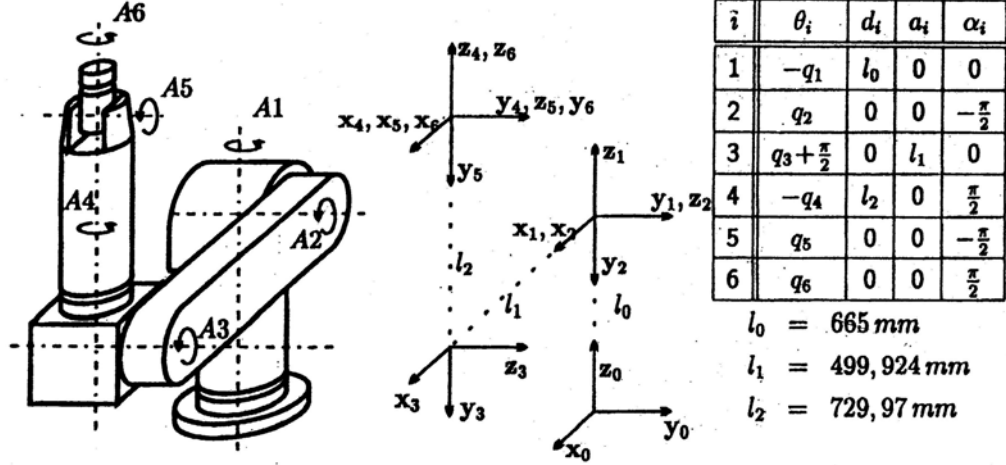 A6
A5
A1
A4
A2
A3
z₄, z₆
y₄, z₅, y₆
x₄, x₅, x₆
y₅
z₁
y₁, z₂
x₁, x₂
y₂
l₂
l₁
l₀
z₃
x₃
y₃
z₀
y₀
x₀
i θᵢ dᵢ aᵢ αᵢ
1 −q₁ l₀ 0 0
2 q₂ 0 0 −π/2
3 q₃+π/2 0 l₁ 0
4 −q₄ l₂ 0 π/2
5 q₅ 0 0 −π/2
6 q₆ 0 0 π/2
l₀ = 665 mm
l₁ = 499,924 mm
l₂ = 729,97 mm